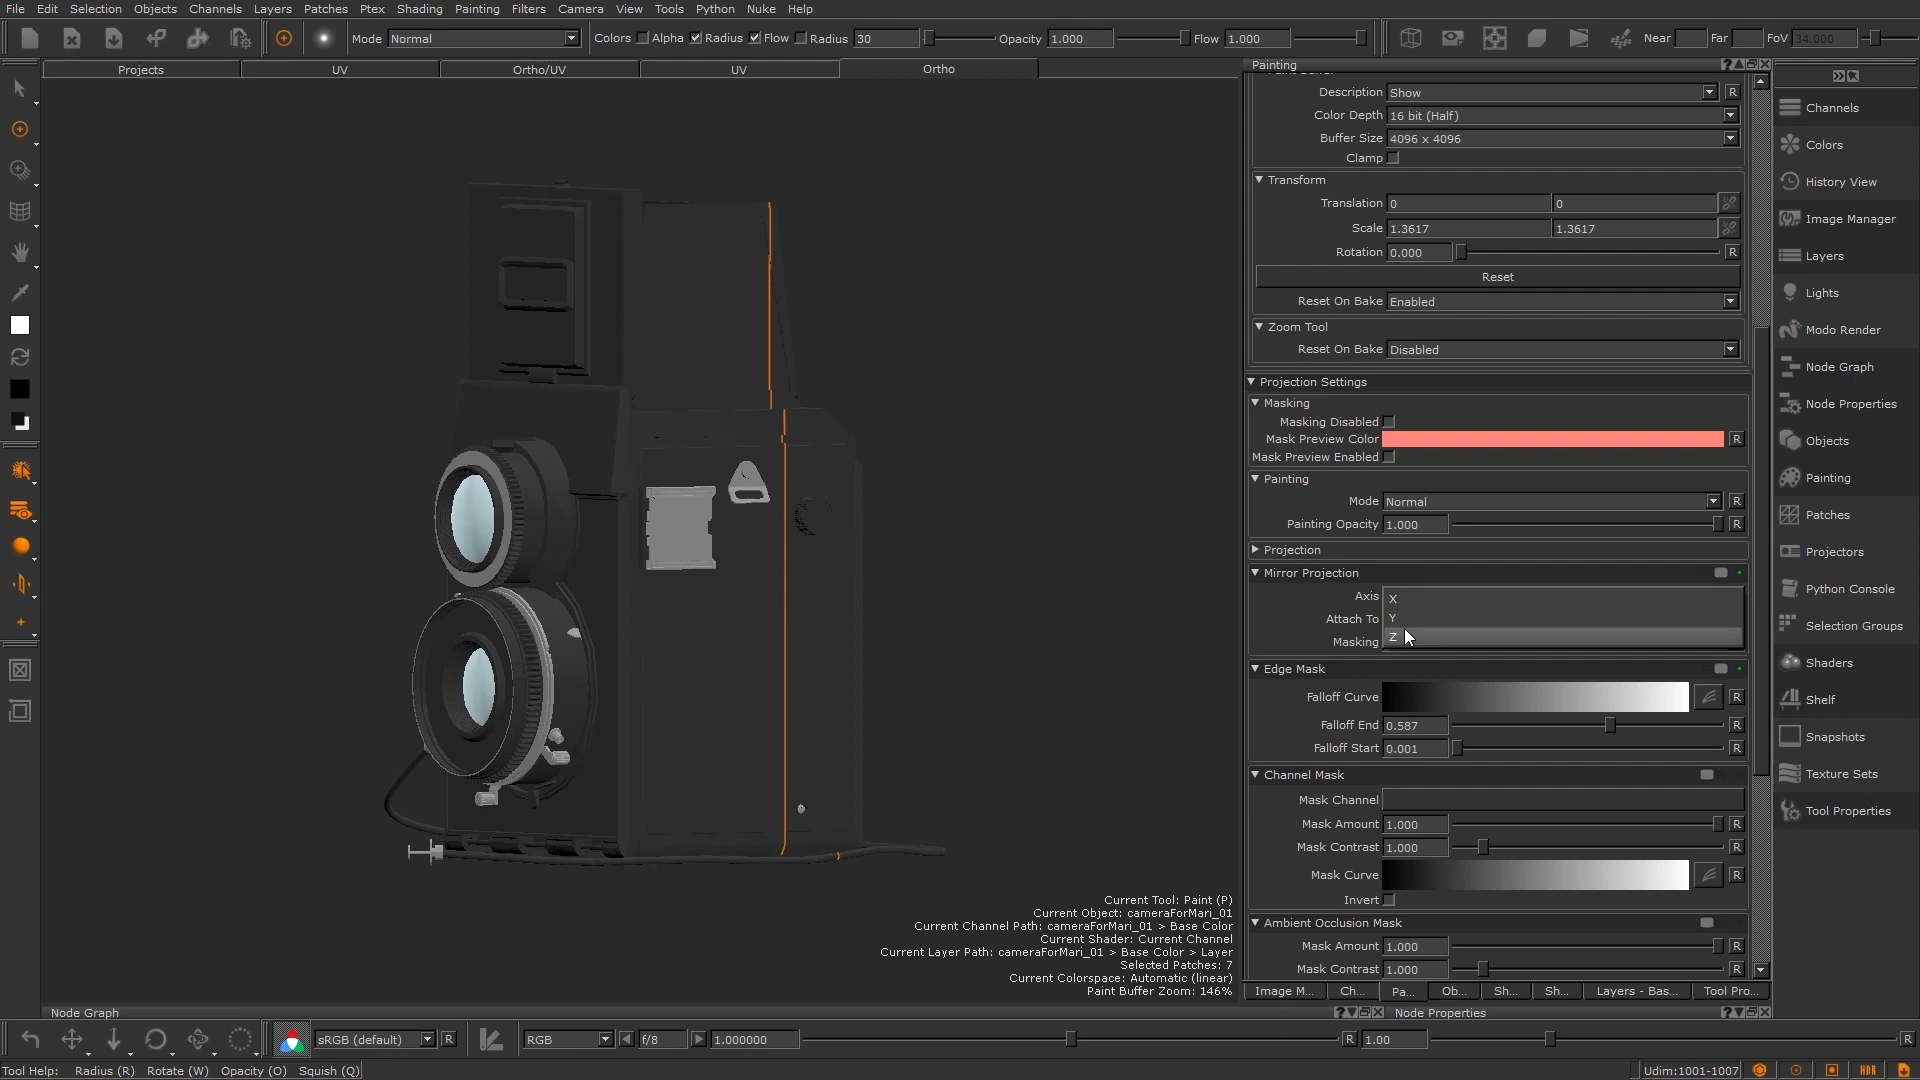 File Edit Selection Objects Channels Layers Patches Ptex Shading Painting Filters Camera View Tools Python Nuke Help
Mode Normal Colors Alpha Radius Flow Radius 30 Opacity 1.000 Flow 1.000 Near Far FoV 34.000
Projects UV Ortho/UV UV Ortho
Painting
Description Show R
Color Depth 16 bit (Half)
Buffer Size 4096 x 4096
Clamp
Transform
Translation 0 0
Scale 1.3617 1.3617
Rotation 0.000 R
Reset
Reset On Bake Enabled
Zoom Tool
Reset On Bake Disabled
Projection Settings
Masking
Masking Disabled
Mask Preview Color R
Mask Preview Enabled
Painting
Mode Normal R
Painting Opacity 1.000 R
Projection
Mirror Projection
Axis X
Attach To Y
Masking Z
Edge Mask
Falloff Curve R
Falloff End 0.587 R
Falloff Start 0.001 R
Channel Mask
Mask Channel
Mask Amount 1.000 R
Mask Contrast 1.000 R
Mask Curve R
Invert
Ambient Occlusion Mask
Mask Amount 1.000 R
Mask Contrast 1.000 R
Image M... Ch... Pa... Ob... Sh... Sh... Layers - Bas... Tool Pro...
Channels
Colors
History View
Image Manager
Layers
Lights
Modo Render
Node Graph
Node Properties
Objects
Painting
Patches
Projectors
Python Console
Selection Groups
Shaders
Shelf
Snapshots
Texture Sets
Tool Properties
Current Tool: Paint (P)
Current Object: cameraForMari_01
Current Channel Path: cameraForMari_01 > Base Color
Current Shader: Current Channel
Current Layer Path: cameraForMari_01 > Base Color > Layer
Selected Patches: 7
Current Colorspace: Automatic (linear)
Paint Buffer Zoom: 146%
Node Graph Node Properties
sRGB (default) R RGB f/8 1.000000 R 1.00 R
Tool Help: Radius (R) Rotate (W) Opacity (O) Squish (Q) Udim:1001-1007 HDR